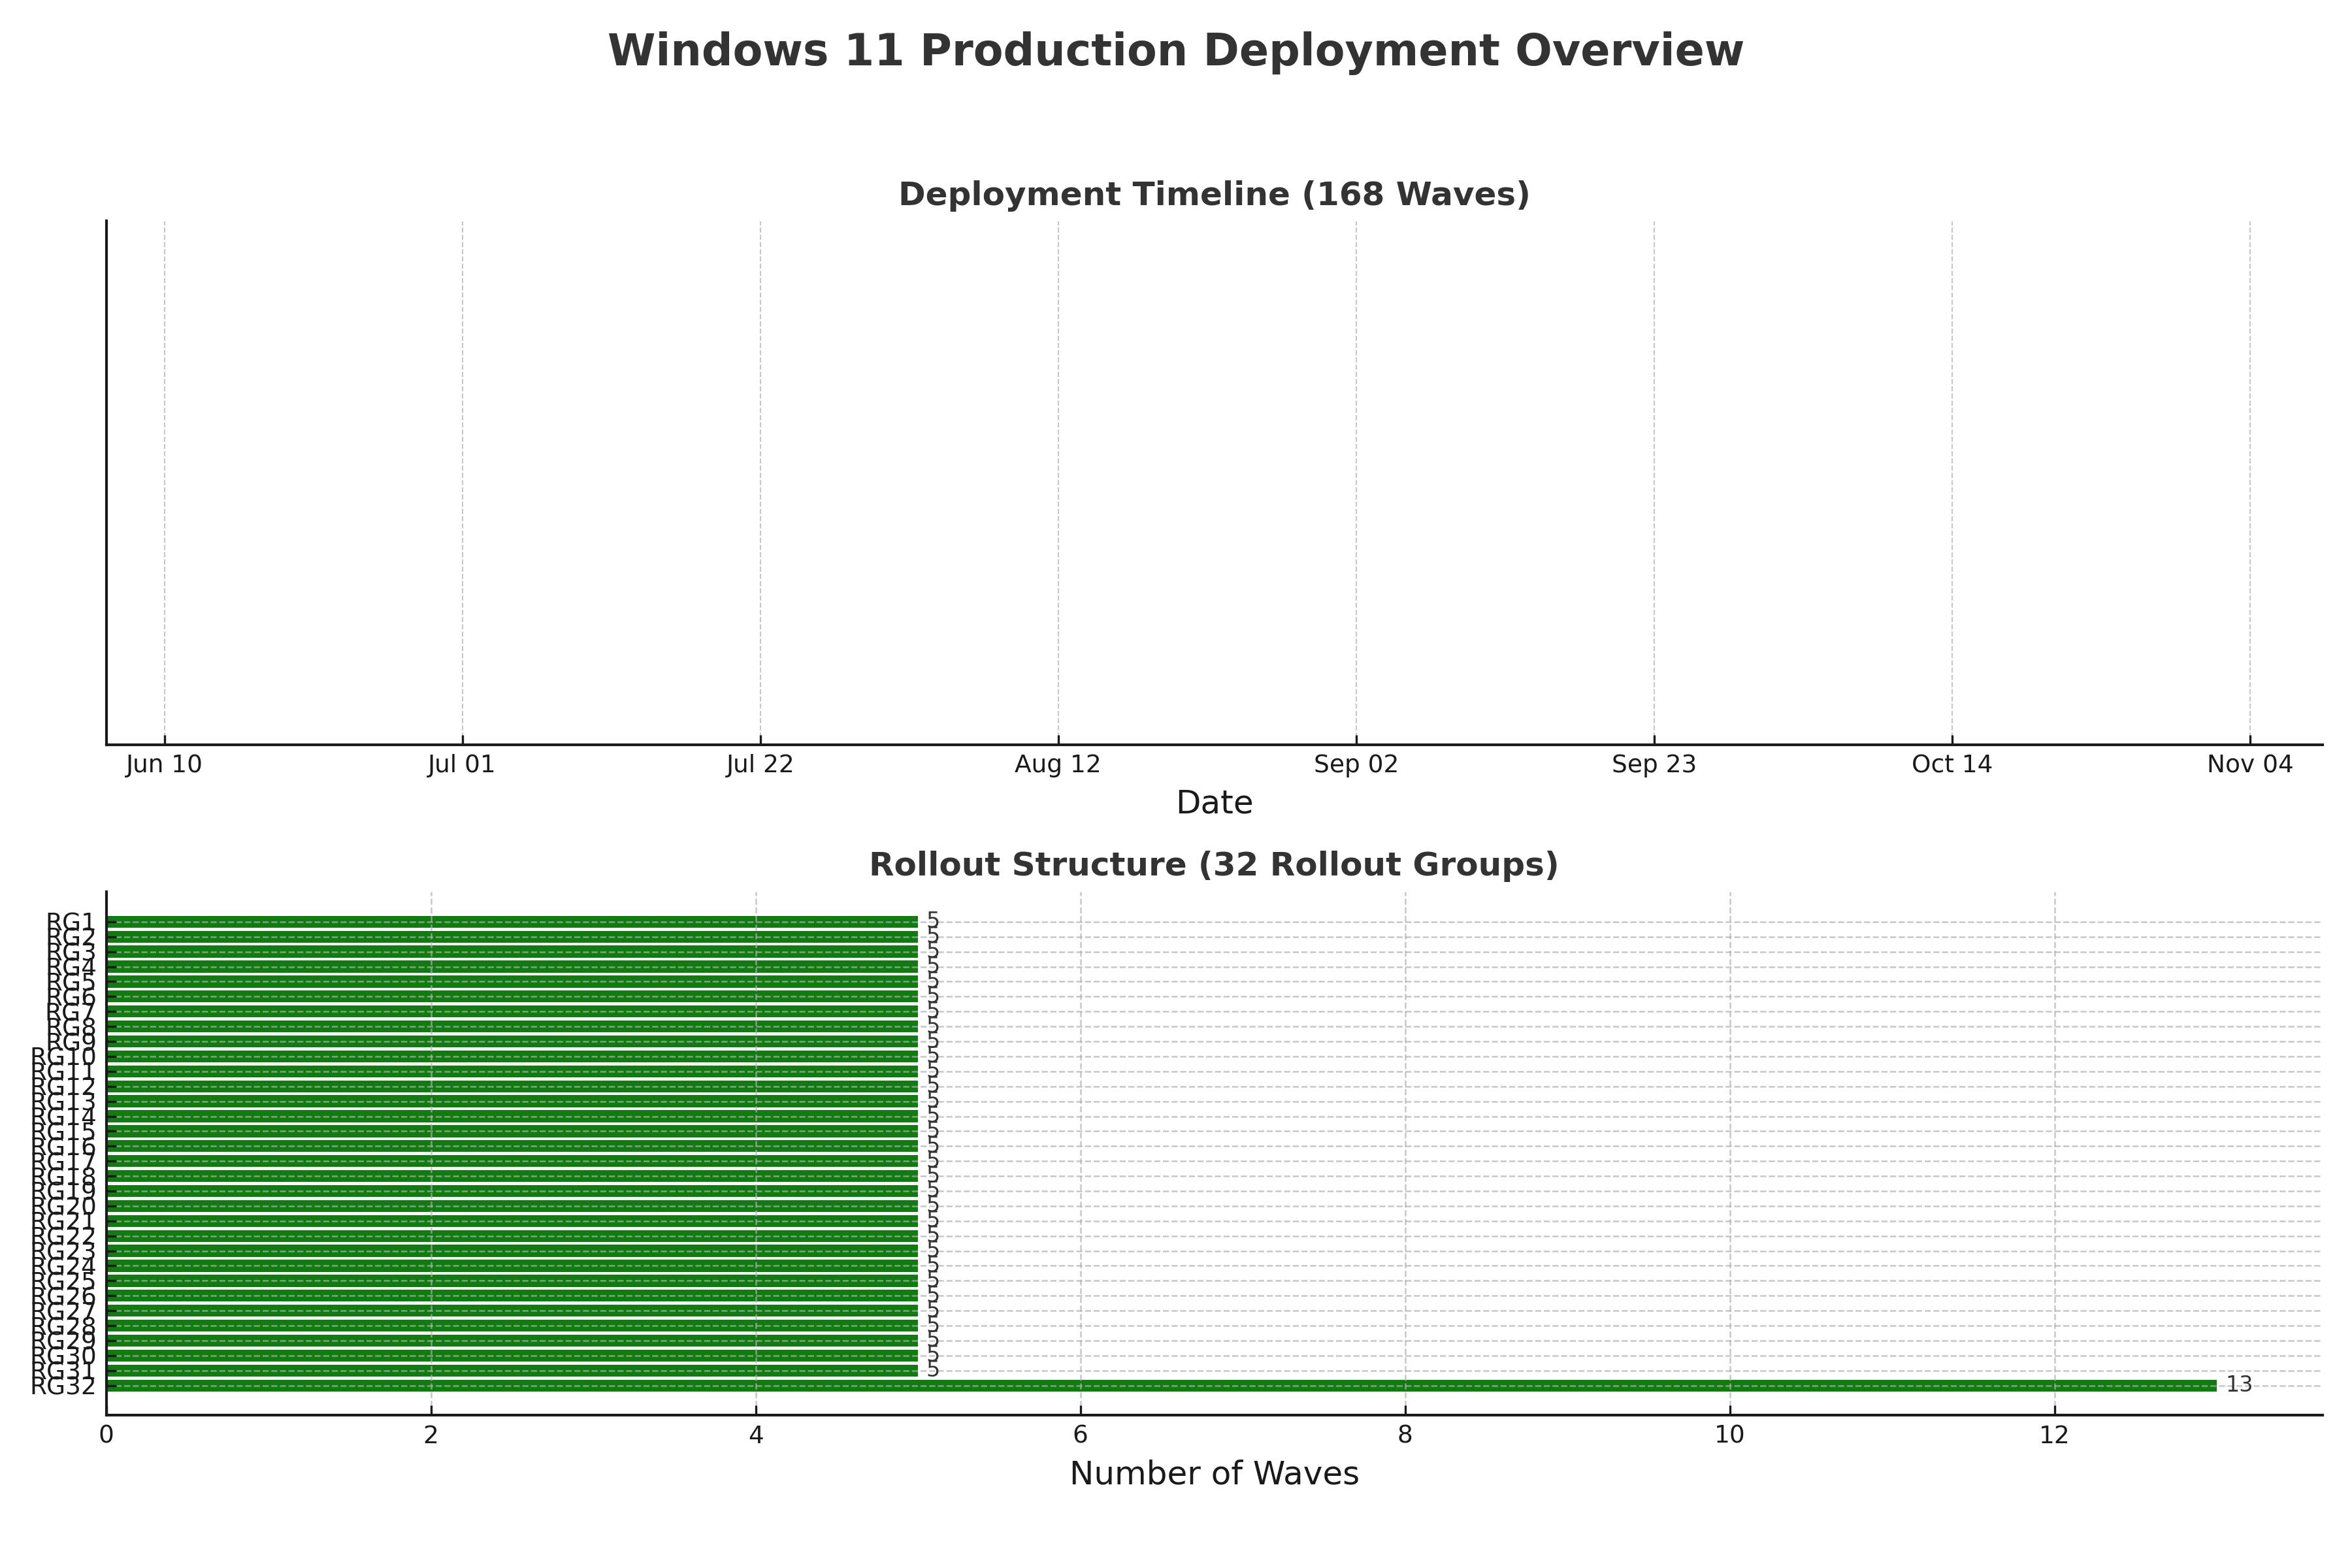 Windows 11 Production Deployment Overview
Deployment Timeline (168 Waves)
Jun 10 Jul 01 Jul 22 Aug 12 Sep 02 Sep 23 Oct 14 Nov 04
Date
Rollout Structure (32 Rollout Groups)
RG1 5
RG2 5
RG3 5
RG4 5
RG5 5
RG6 5
RG7 5
RG8 5
RG9 5
RG10 5
RG11 5
RG12 5
RG13 5
RG14 5
RG15 5
RG16 5
RG17 5
RG18 5
RG19 5
RG20 5
RG21 5
RG22 5
RG23 5
RG24 5
RG25 5
RG26 5
RG27 5
RG28 5
RG29 5
RG30 5
RG31 5
RG32 13
0 2 4 6 8 10 12
Number of Waves